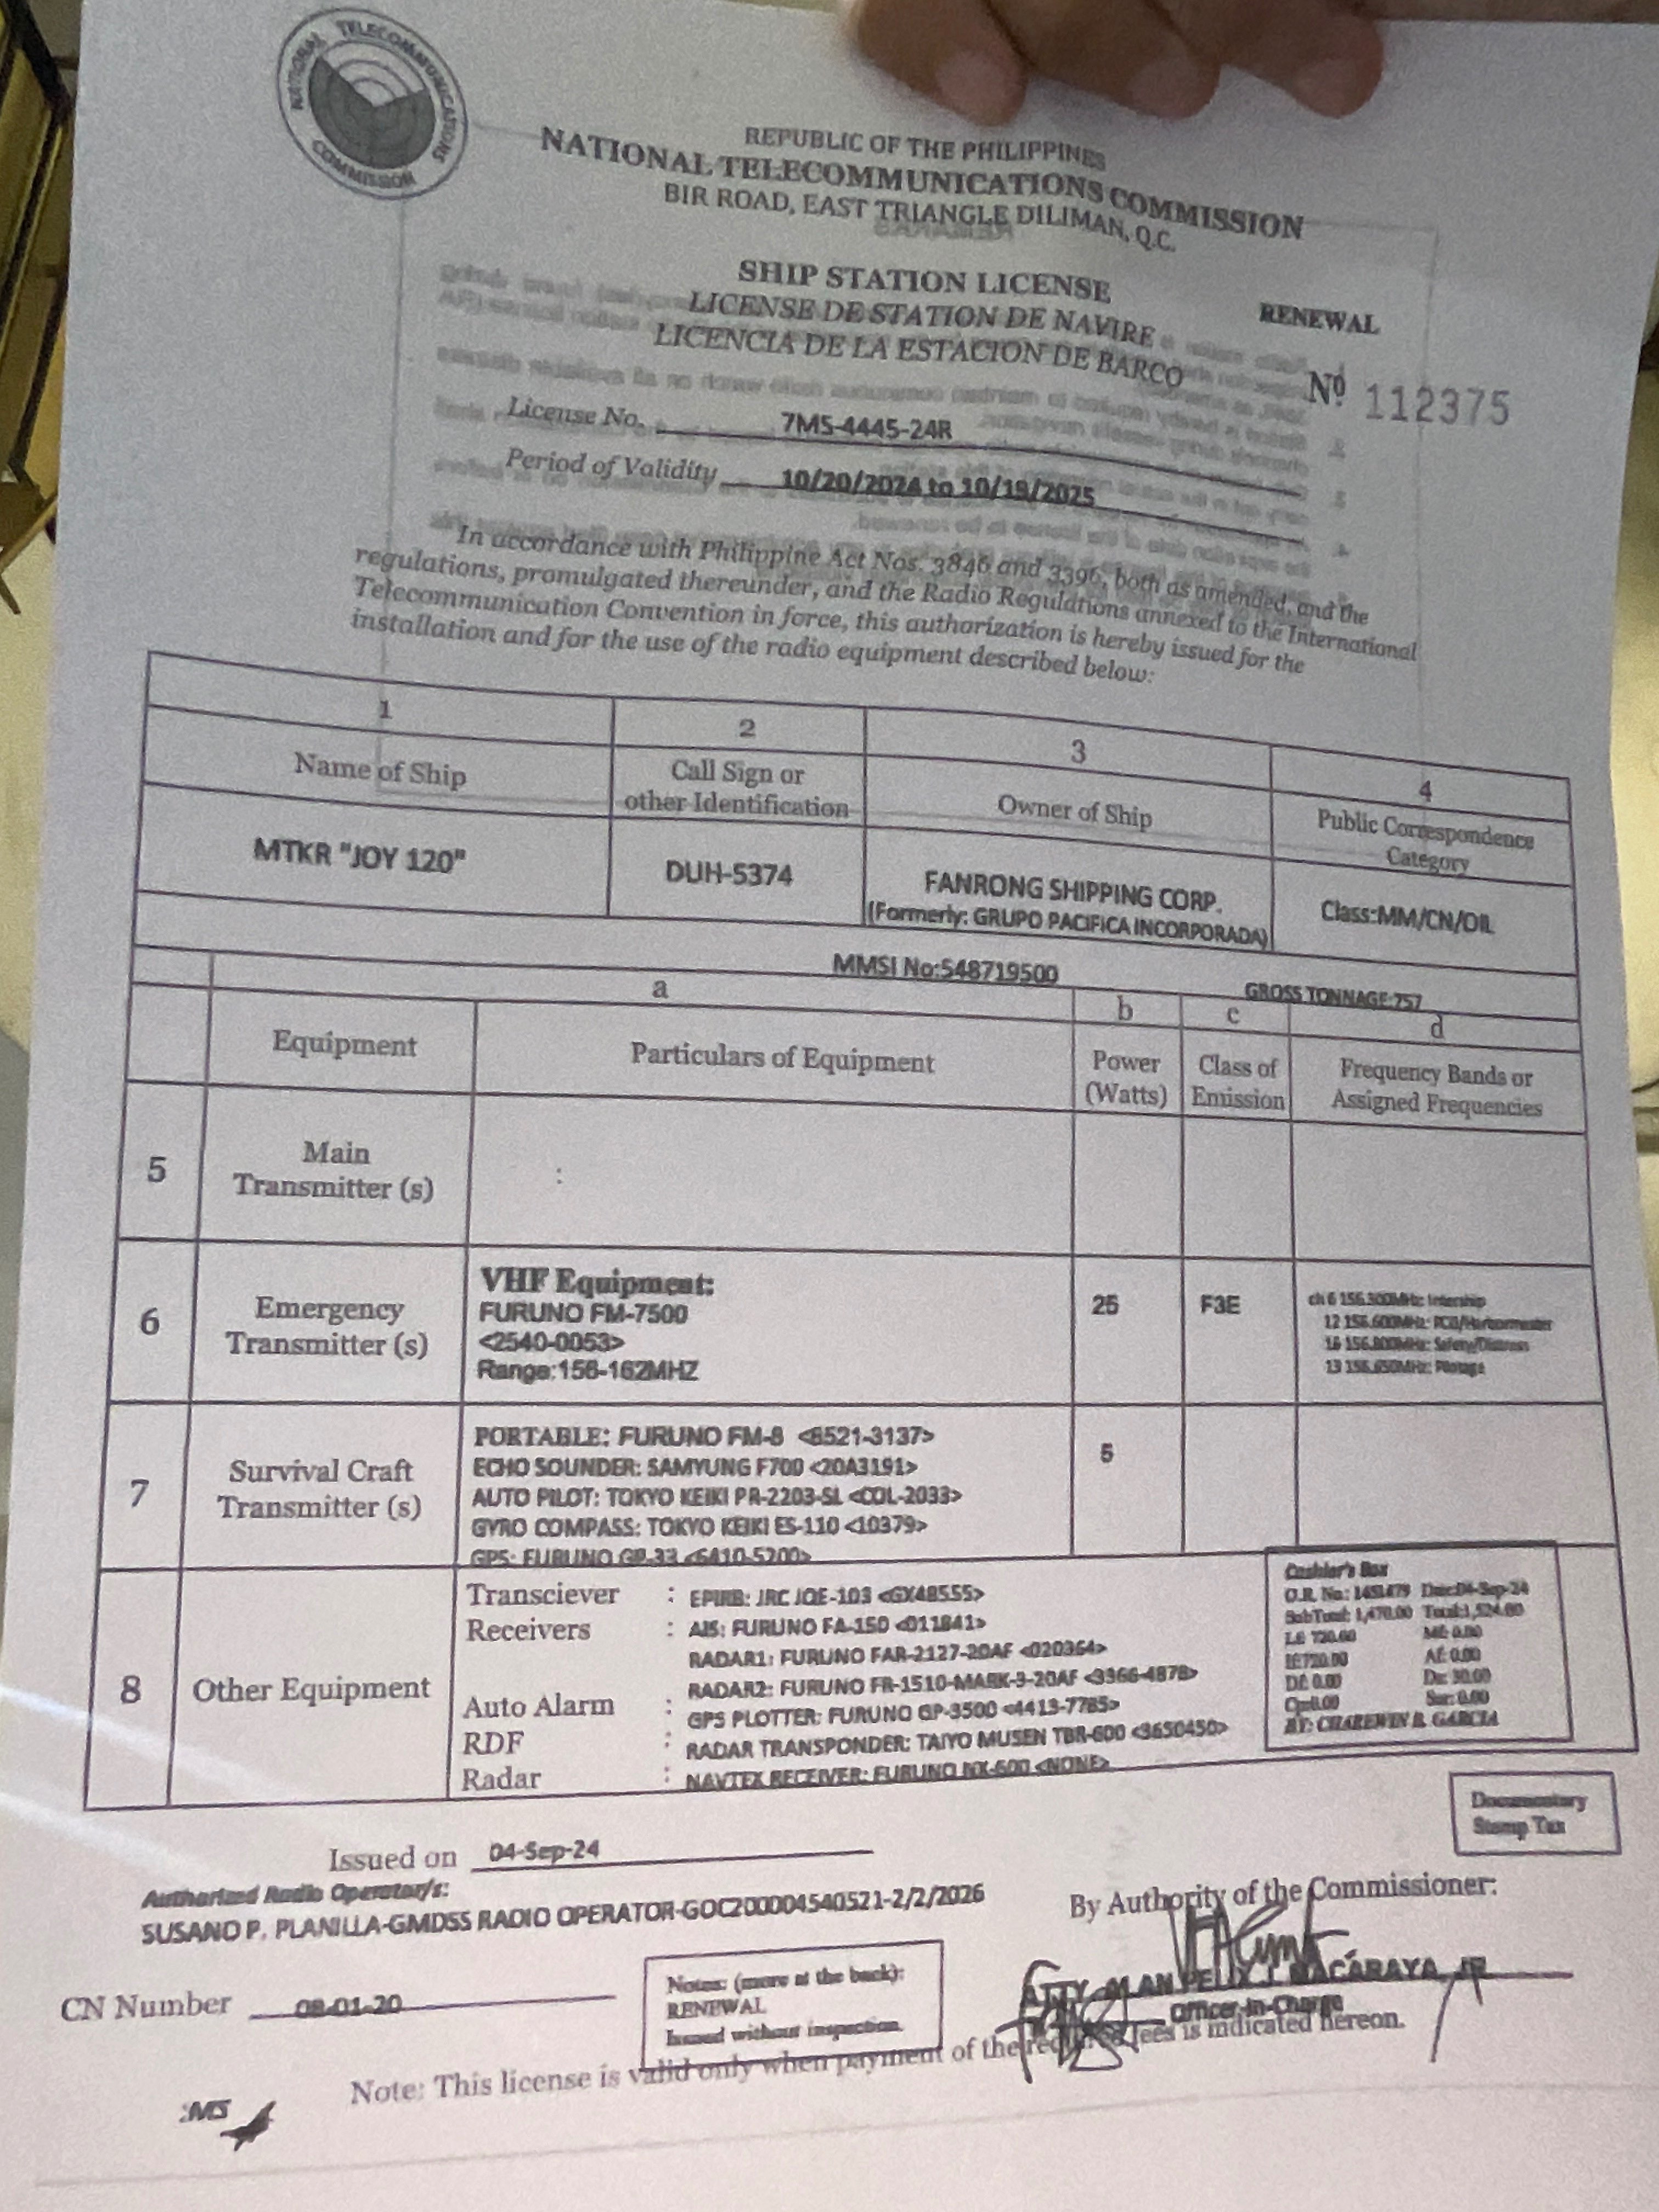 NATIONAL TELECOMMUNICATIONS COMMISSION
REPUBLIC OF THE PHILIPPINES
NATIONAL TELECOMMUNICATIONS COMMISSION
BIR ROAD, EAST TRIANGLE DILIMAN, Q.C.
SHIP STATION LICENSE
LICENSE DE STATION DE NAVIRE
LICENCIA DE LA ESTACION DE BARCO
RENEWAL
Nº 112375
License No. 7MS-4445-24R
Period of Validity 10/20/2024 to 10/19/2025
In accordance with Philippine Act Nos. 3846 and 3396, both as amended, and the
regulations, promulgated thereunder, and the Radio Regulations annexed to the International
Telecommunication Convention in force, this authorization is hereby issued for the
installation and for the use of the radio equipment described below:
1 2 3 4
Name of Ship
Call Sign or
other Identification
Owner of Ship
Public Correspondence
Category
MTKR "JOY 120"
DUH-5374
FANRONG SHIPPING CORP.
(Formerly: GRUPO PACIFICA INCORPORADA)
Class:MM/CN/OIL
MMSI No:548719500
GROSS TONNAGE:757
a b c d
Equipment
Particulars of Equipment
Power
(Watts)
Class of
Emission
Frequency Bands or
Assigned Frequencies
5
Main
Transmitter (s)
:
6
Emergency
Transmitter (s)
VHF Equipment:
FURUNO FM-7500
<2540-0053>
Range:156-162MHZ
25
F3E
ch 6 156.300MHz: Intership
12 156.600MHz: PCG/Harbormaster
16 156.800MHz: Safety/Distress
13 156.650MHz: Pilotage
7
Survival Craft
Transmitter (s)
PORTABLE: FURUNO FM-8 <8521-3137>
ECHO SOUNDER: SAMYUNG F700 <20A3191>
AUTO PILOT: TOKYO KEIKI PR-2203-SL <COL-2033>
GYRO COMPASS: TOKYO KEIKI ES-110 <10379>
GPS: FURUNO GP-33 <6410-5200>
5
8
Other Equipment
Transciever : EPIRB: JRC JQE-103 <GX48555>
Receivers : AIS: FURUNO FA-150 <011841>
RADAR1: FURUNO FAR-2127-20AF <020364>
RADAR2: FURUNO FR-1510-MARK-3-20AF <3366-4878>
Auto Alarm : GPS PLOTTER: FURUNO GP-3500 <4413-7785>
RDF : RADAR TRANSPONDER: TAIYO MUSEN TBR-600 <3650450>
Radar : NAVTEX RECEIVER: FURUNO NX-600 <NONE>
Cashier's Box
O.R. No.: Date:04-Sep-24
SubTotal: 1,470.00 Total:1,524.00
Lf: 720.00 Mf: 0.00
IF:720.00 Af: 0.00
Df: 0.00 Ds: 30.00
0.00 Sur: 0.00
BY: CHAREWIN R. GARCIA
Documentary
Stamp Tax
Issued on 04-Sep-24
Authorized Radio Operator/s:
SUSANO P. PLANILLA-GMDSS RADIO OPERATOR-GOC200004540521-2/2/2026
By Authority of the Commissioner:
ATTY. ALAN FELIX J. MACARAYA, JR
Officer-In-Charge
CN Number 08-01-20
Notes: (more at the back):
RENEWAL
Issued without inspection.
Note: This license is valid only when payment of the required fees is indicated hereon.
:MS